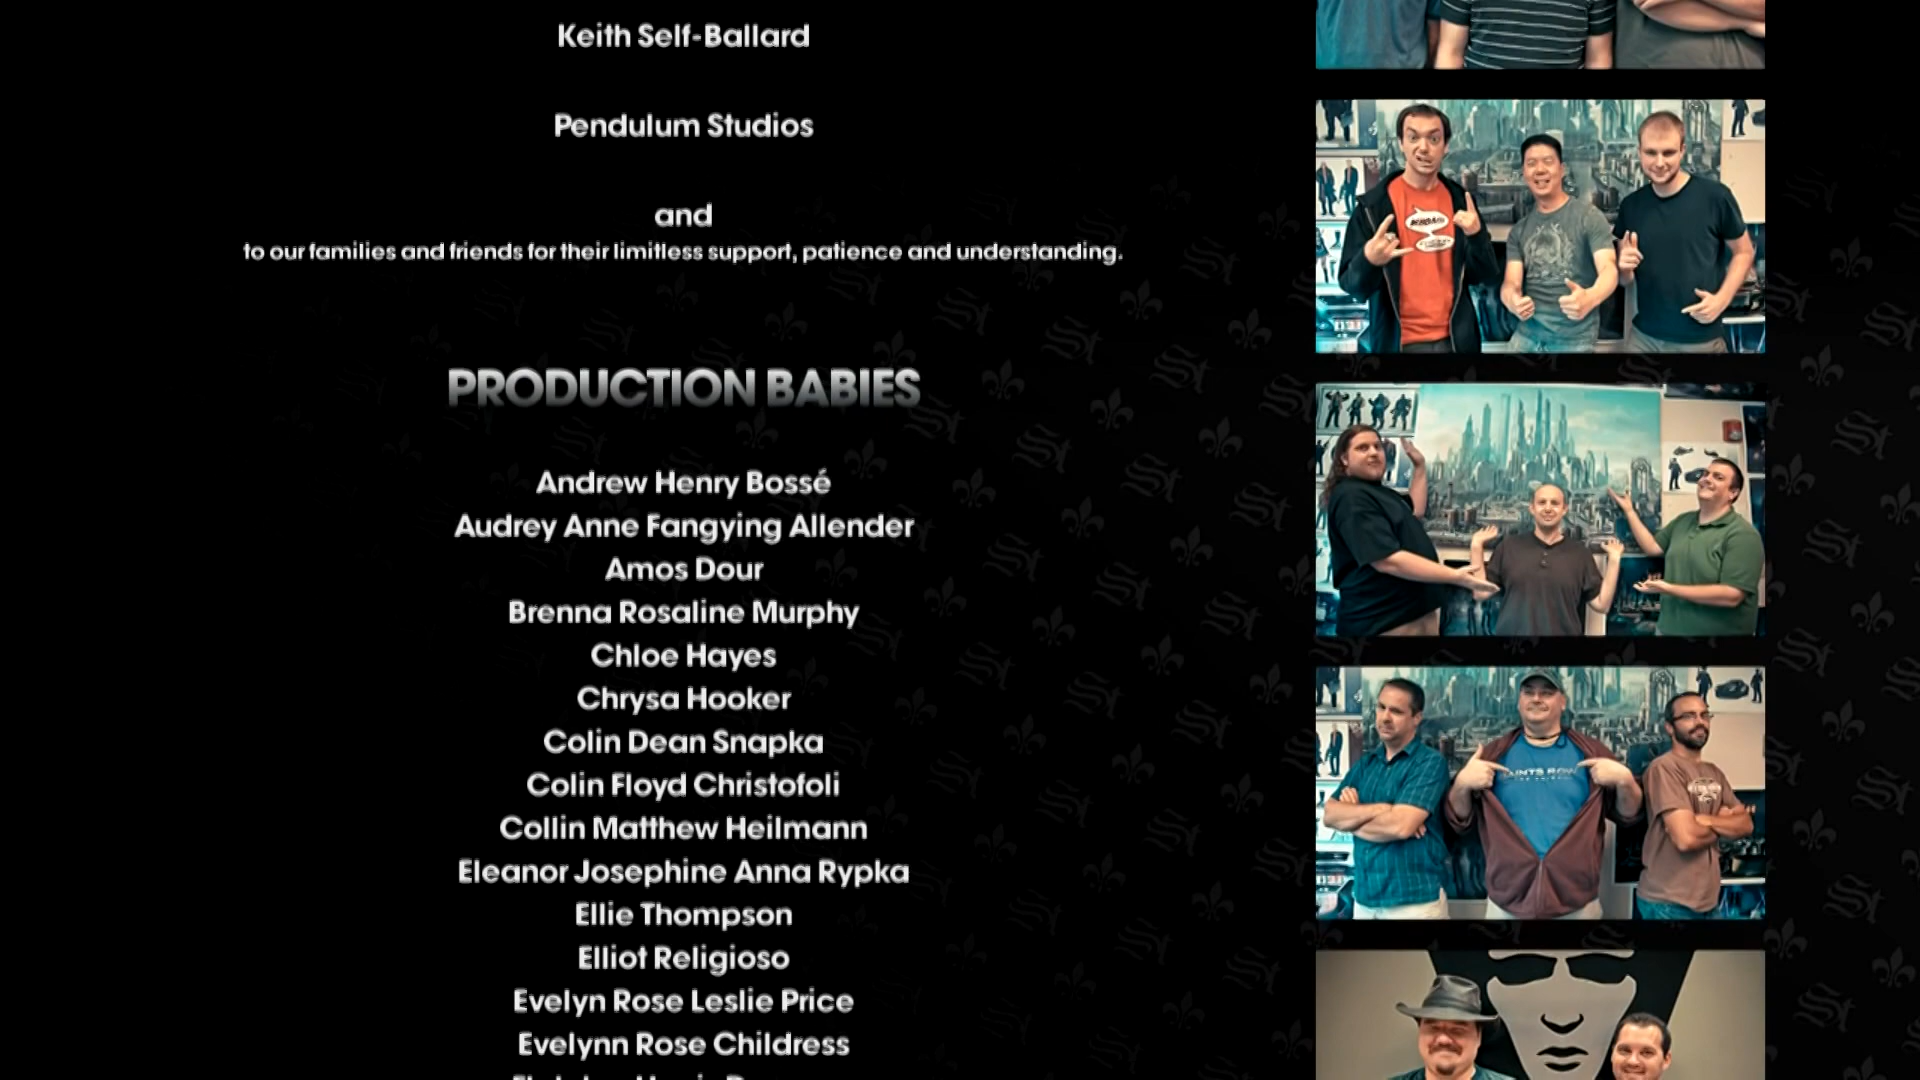 Keith Self-Ballard
Pendulum Studios
and
to our families and friends for their limitless support, patience and understanding.
PRODUCTION BABIES
Andrew Henry Bossé
Audrey Anne Fangying Allender
Amos Dour
Brenna Rosaline Murphy
Chloe Hayes
Chrysa Hooker
Colin Dean Snapka
Colin Floyd Christofoli
Collin Matthew Heilmann
Eleanor Josephine Anna Rypka
Ellie Thompson
Elliot Religioso
Evelyn Rose Leslie Price
Evelynn Rose Childress